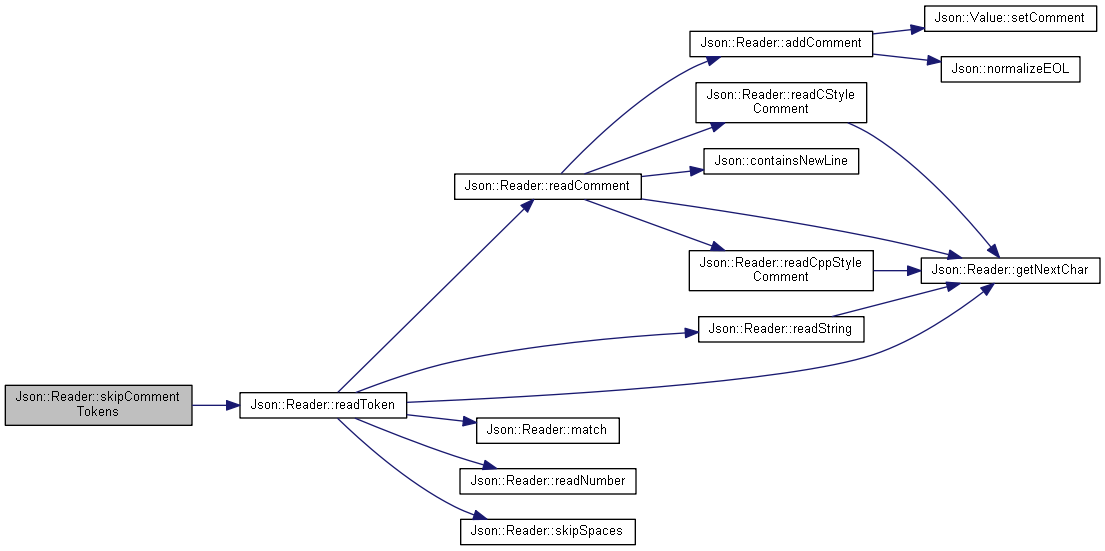 Json::Value::setComment
Json::Reader::addComment
Json::normalizeEOL
Json::Reader::readCStyle
Comment
Json::containsNewLine
Json::Reader::readComment
Json::Reader::readCppStyle
Comment
Json::Reader::getNextChar
Json::Reader::readString
Json::Reader::skipComment
Tokens
Json::Reader::readToken
Json::Reader::match
Json::Reader::readNumber
Json::Reader::skipSpaces